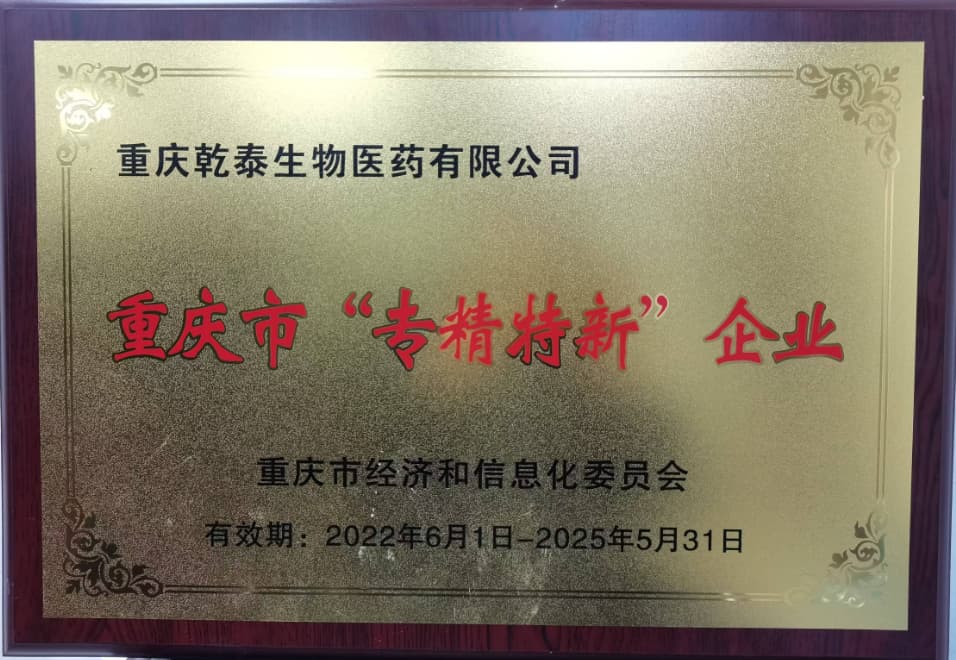 重庆乾泰生物医药有限公司
重庆市“专精特新”企业
重庆市经济和信息化委员会
有效期：2022年6月1日-2025年5月31日